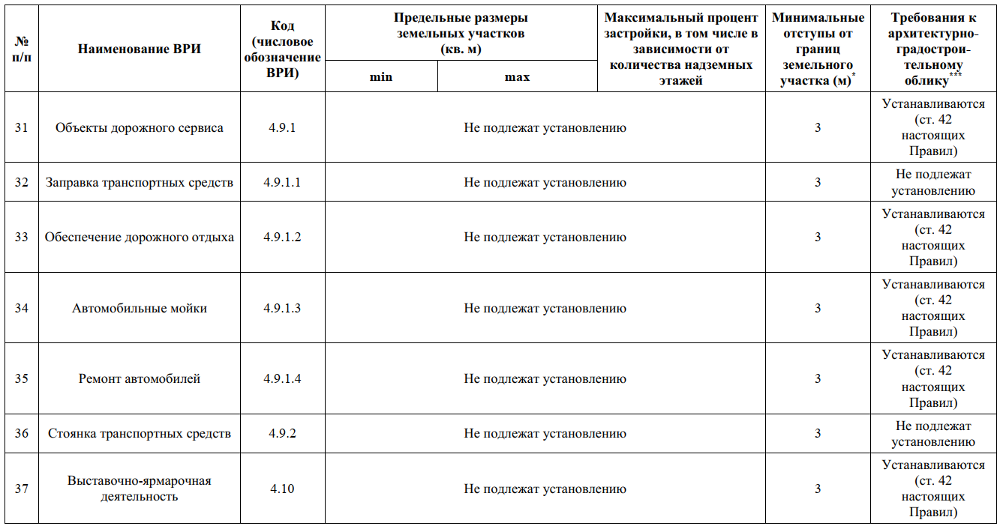 №
п/п
Наименование ВРИ
Код
(числовое
обозначение
ВРИ)
Предельные размеры
земельных участков
(кв. м)
min
max
Максимальный процент
застройки, в том числе в
зависимости от
количества надземных
этажей
Минимальные
отступы от
границ
земельного
участка (м)*
Требования к
архитектурно-
градострои-
тельному
облику***
31
Объекты дорожного сервиса
4.9.1
Не подлежат установлению
3
Устанавливаются
(ст. 42
настоящих
Правил)
32
Заправка транспортных средств
4.9.1.1
Не подлежат установлению
3
Не подлежат
установлению
33
Обеспечение дорожного отдыха
4.9.1.2
Не подлежат установлению
3
Устанавливаются
(ст. 42
настоящих
Правил)
34
Автомобильные мойки
4.9.1.3
Не подлежат установлению
3
Устанавливаются
(ст. 42
настоящих
Правил)
35
Ремонт автомобилей
4.9.1.4
Не подлежат установлению
3
Устанавливаются
(ст. 42
настоящих
Правил)
36
Стоянка транспортных средств
4.9.2
Не подлежат установлению
3
Не подлежат
установлению
37
Выставочно-ярмарочная
деятельность
4.10
Не подлежат установлению
3
Устанавливаются
(ст. 42
настоящих
Правил)